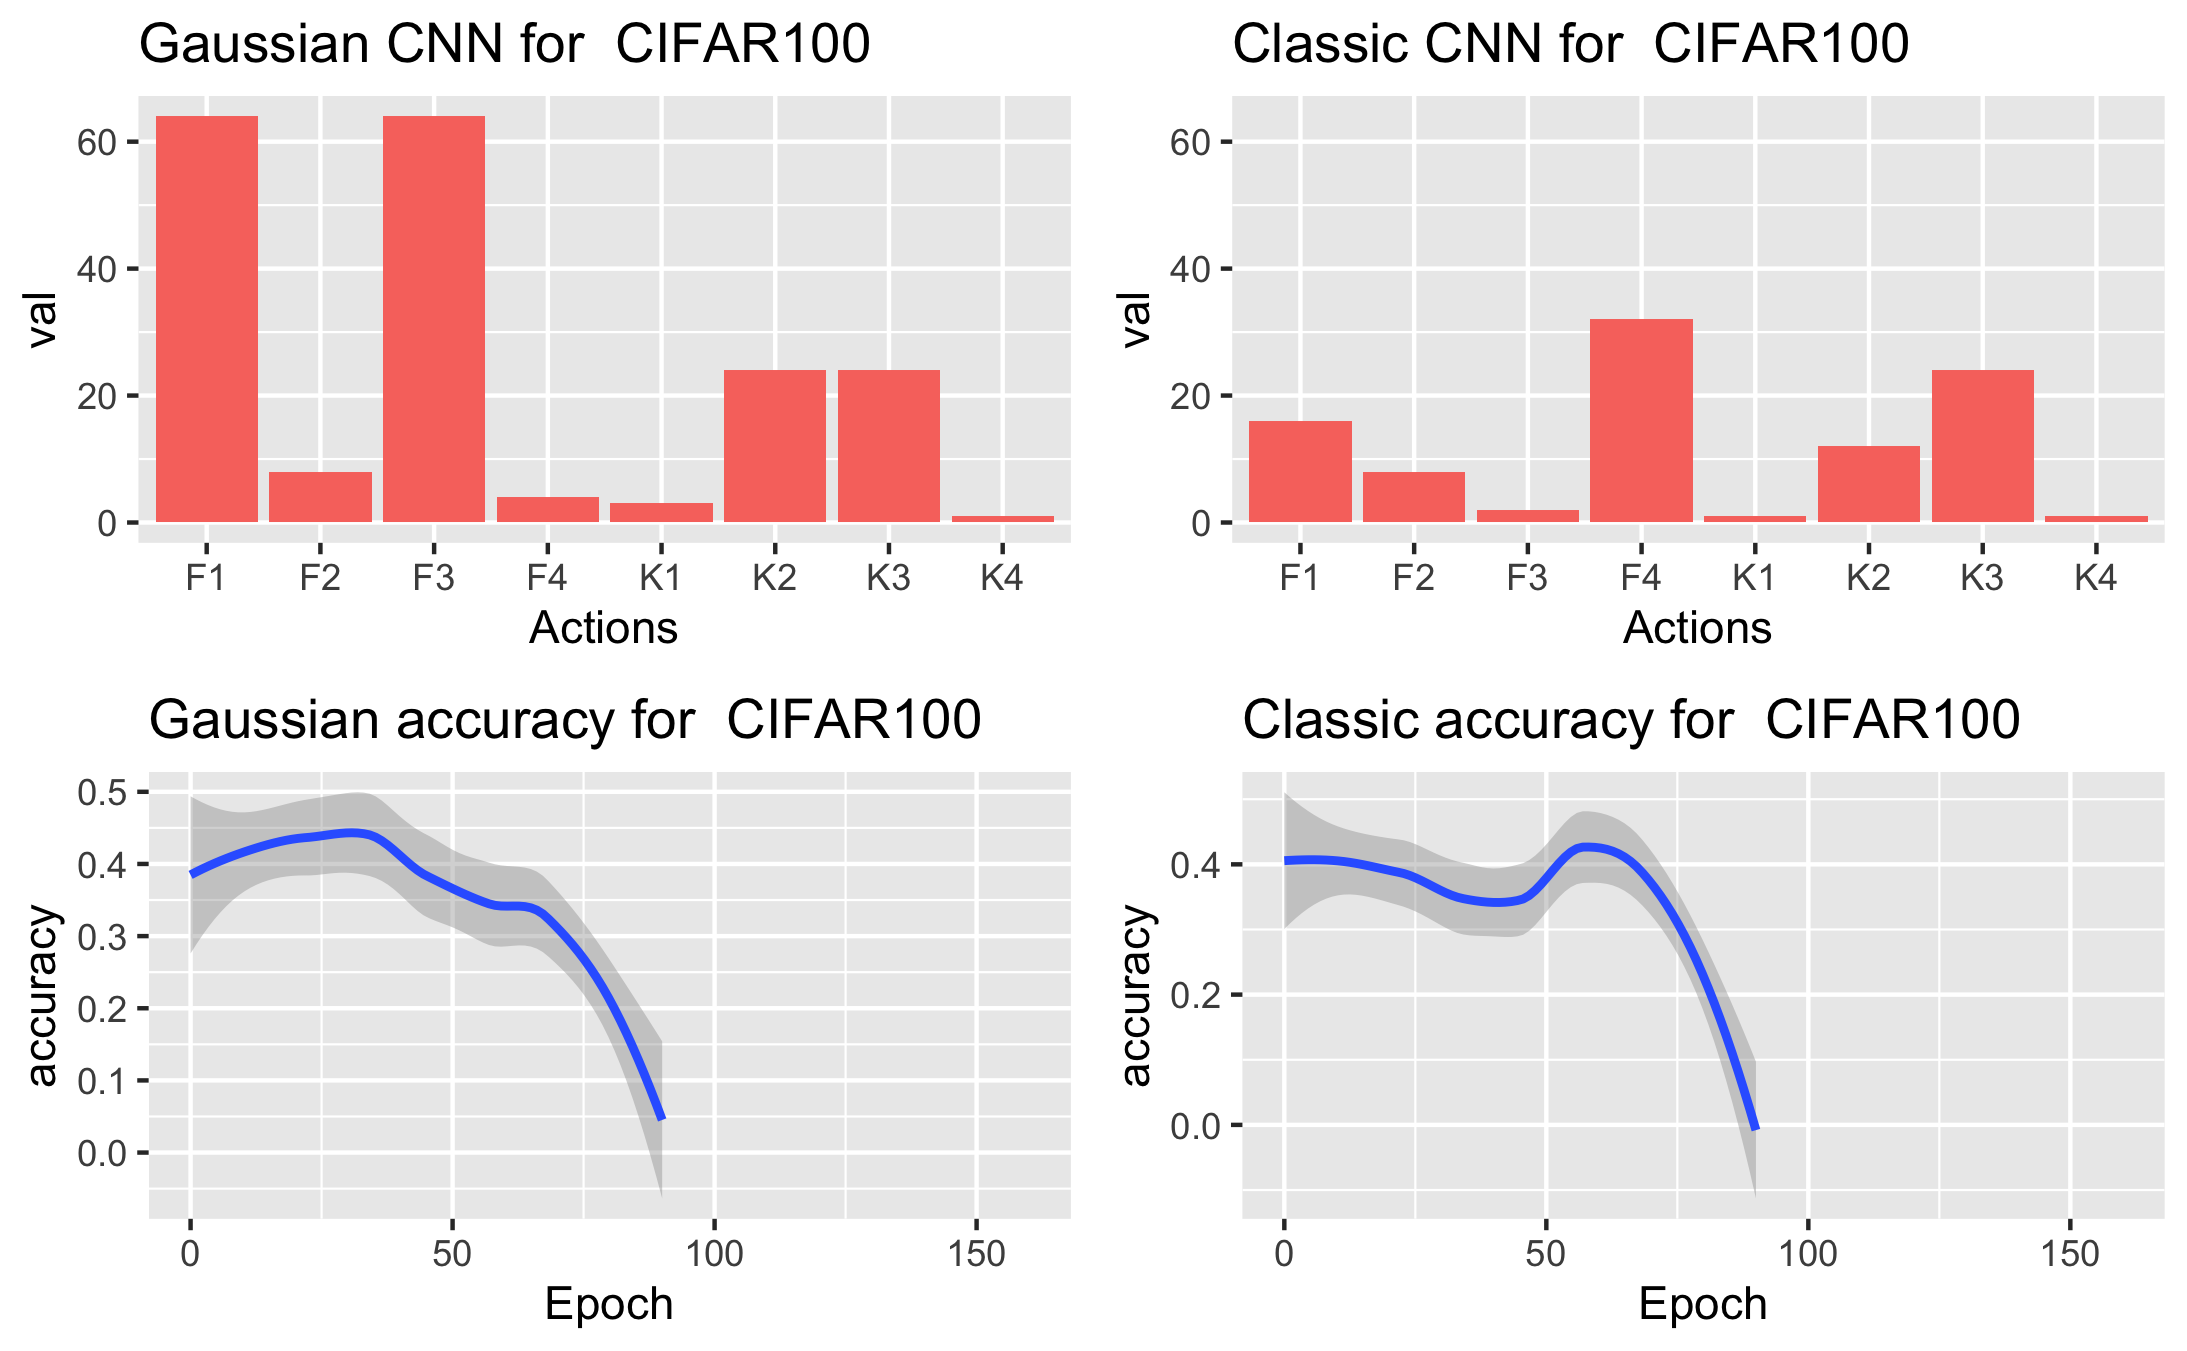 Gaussian CNN for  CIFAR100
60
40
20
0
val
F1 F2 F3 F4 K1 K2 K3 K4
Actions
Classic CNN for  CIFAR100
60
40
20
0
val
F1 F2 F3 F4 K1 K2 K3 K4
Actions
Gaussian accuracy for  CIFAR100
0.5
0.4
0.3
0.2
0.1
0.0
accuracy
0 50 100 150
Epoch
Classic accuracy for  CIFAR100
0.4
0.2
0.0
accuracy
0 50 100 150
Epoch